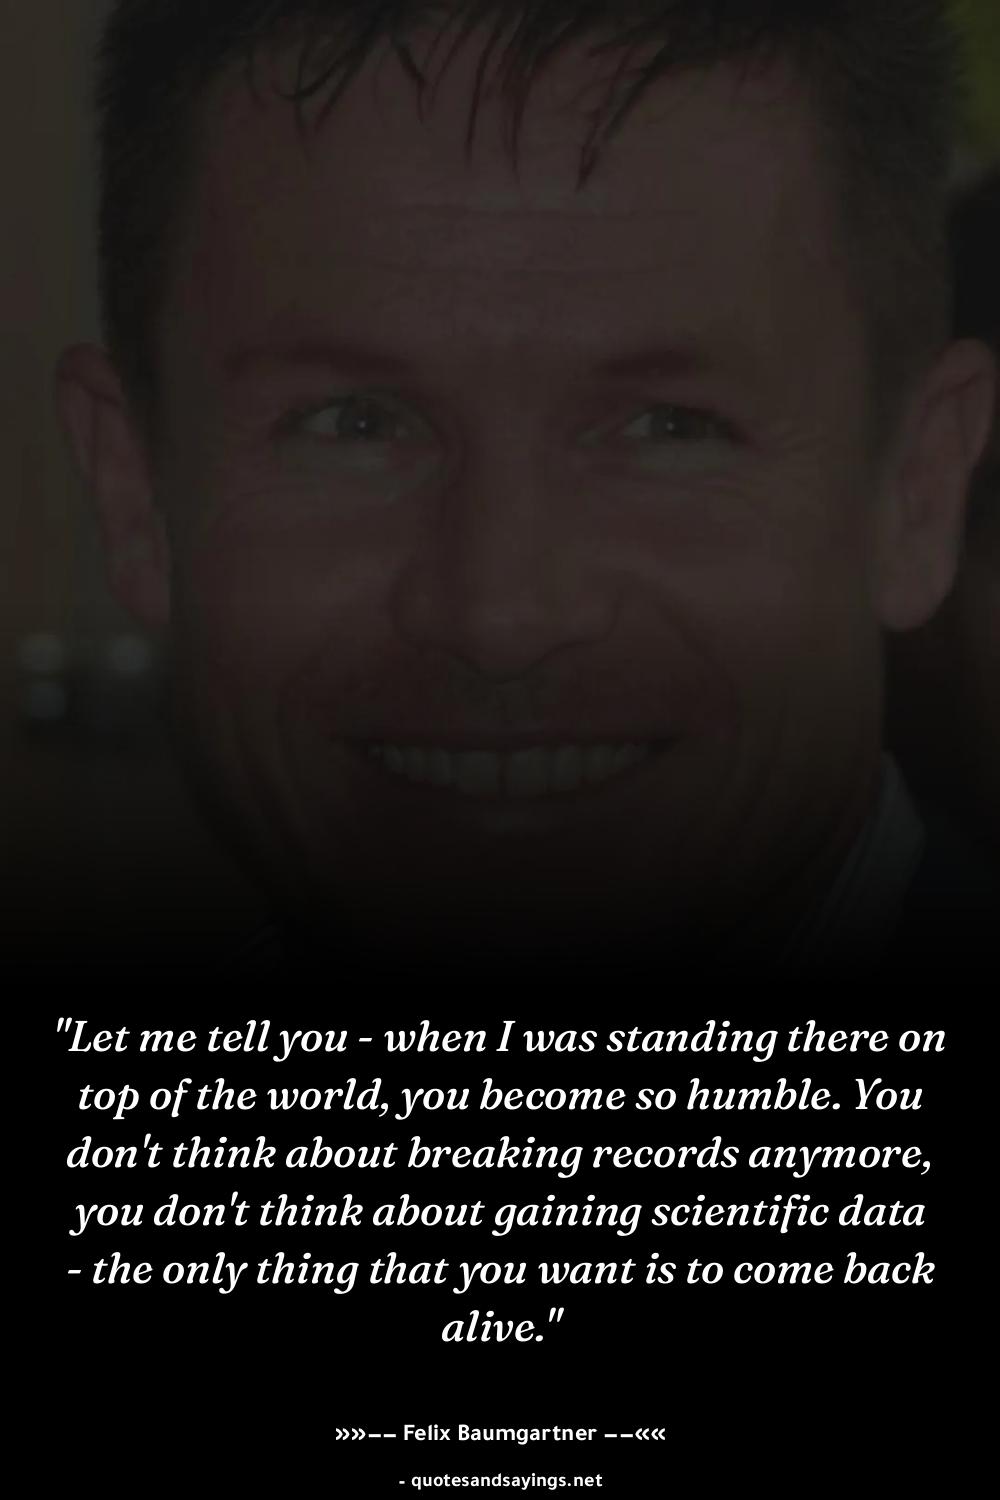 "Let me tell you - when I was standing there on
top of the world, you become so humble. You
don't think about breaking records anymore,
you don't think about gaining scientific data
- the only thing that you want is to come back
alive."
»»−− Felix Baumgartner −−««
- quotesandsayings.net